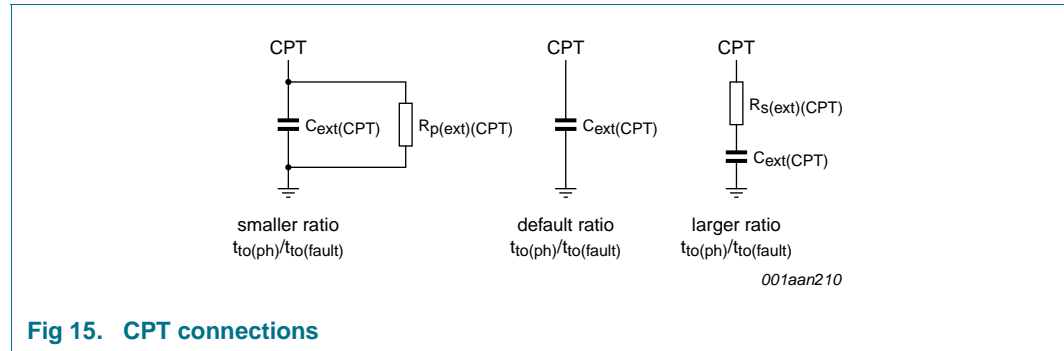 CPT
Cext(CPT)
Rp(ext)(CPT)
smaller ratio
tto(ph)/tto(fault)
CPT
Cext(CPT)
default ratio
tto(ph)/tto(fault)
CPT
Rs(ext)(CPT)
Cext(CPT)
larger ratio
tto(ph)/tto(fault)
001aan210
Fig 15. CPT connections